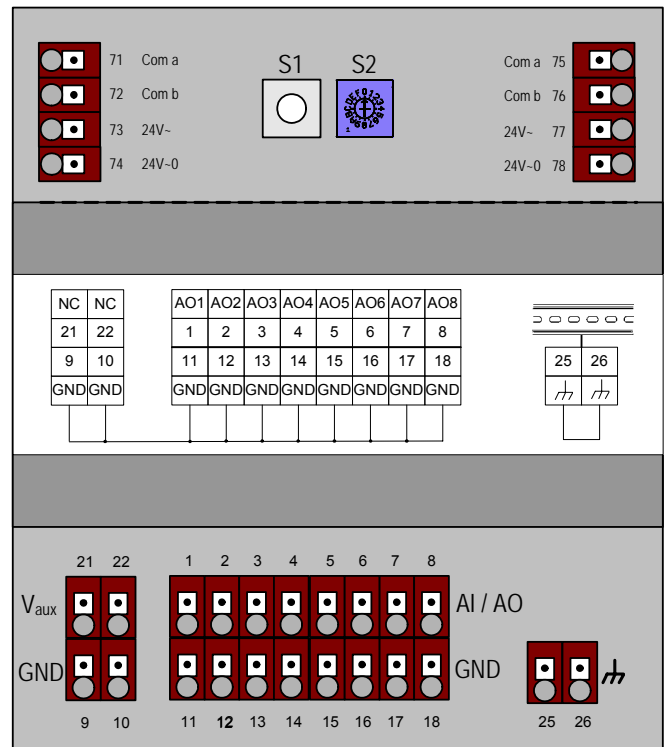 S1 S2
71 Com a
72 Com b
73 24V~
74 24V~0
Com a 75
Com b 76
24V~ 77
24V~0 78
NC NC AO1 AO2 AO3 AO4 AO5 AO6 AO7 AO8
21 22 1 2 3 4 5 6 7 8
9 10 11 12 13 14 15 16 17 18 25 26
GND GND GND GND GND GND GND GND GND GND
21 22 1 2 3 4 5 6 7 8
Vaux AI / AO
GND GND
9 10 11 12 13 14 15 16 17 18 25 26